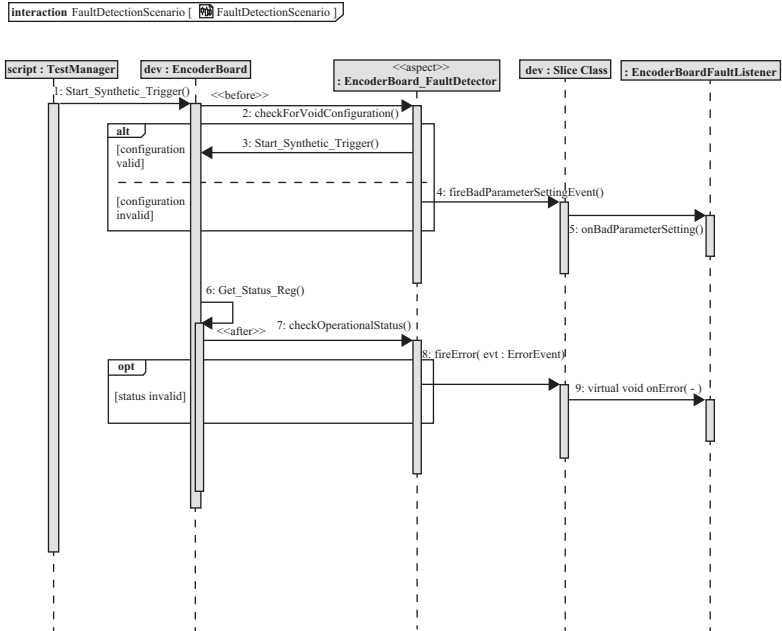 interaction FaultDetectionScenario [ FaultDetectionScenario ]
script : TestManager
dev : EncoderBoard
<<aspect>>
: EncoderBoard_FaultDetector
dev : Slice Class
: EncoderBoardFaultListener
1: Start_Synthetic_Trigger()
<<before>>
2: checkForVoidConfiguration()
alt
[configuration
valid]
3: Start_Synthetic_Trigger()
[configuration
invalid]
4: fireBadParameterSettingEvent()
5: onBadParameterSetting()
6: Get_Status_Reg()
<<after>>
7: checkOperationalStatus()
opt
[status invalid]
8: fireError( evt : ErrorEvent)
9: virtual void onError( - )